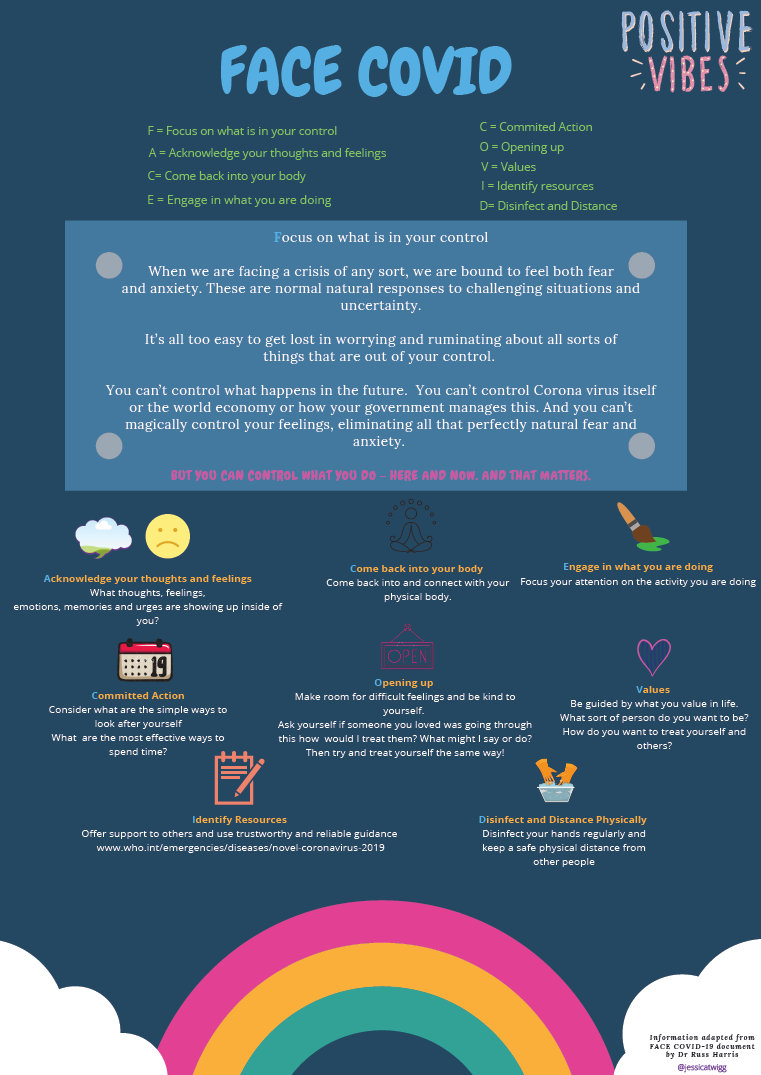 POSITIVE
VIBES
FACE COVID
F = Focus on what is in your control
A = Acknowledge your thoughts and feelings
C= Come back into your body
E = Engage in what you are doing
C = Commited Action
O = Opening up
V = Values
I = Identify resources
D= Disinfect and Distance
Focus on what is in your control
When we are facing a crisis of any sort, we are bound to feel both fear
and anxiety. These are normal natural responses to challenging situations and
uncertainty.
It's all too easy to get lost in worrying and ruminating about all sorts of
things that are out of your control.
You can't control what happens in the future. You can't control Corona virus itself
or the world economy or how your government manages this. And you can't
magically control your feelings, eliminating all that perfectly natural fear and
anxiety.
BUT YOU CAN CONTROL WHAT YOU DO - HERE AND NOW. AND THAT MATTERS.
Acknowledge your thoughts and feelings
What thoughts, feelings,
emotions, memories and urges are showing up inside of
you?
Come back into your body
Come back into and connect with your
physical body.
Engage in what you are doing
Focus your attention on the activity you are doing
19
Committed Action
Consider what are the simple ways to
look after yourself
What are the most effective ways to
spend time?
OPEN
Opening up
Make room for difficult feelings and be kind to
yourself.
Ask yourself if someone you loved was going through
this how would I treat them? What might I say or do?
Then try and treat yourself the same way!
Values
Be guided by what you value in life.
What sort of person do you want to be?
How do you want to treat yourself and
others?
Identify Resources
Offer support to others and use trustworthy and reliable guidance
www.who.int/emergencies/diseases/novel-coronavirus-2019
Disinfect and Distance Physically
Disinfect your hands regularly and
keep a safe physical distance from
other people
Information adapted from
FACE COVID-19 document
by Dr Russ Harris
@jessicatwigg